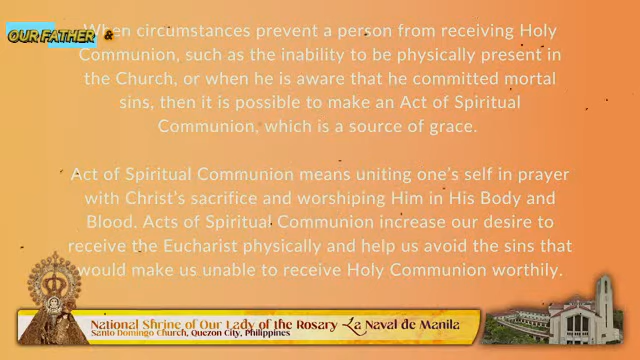 When circumstances prevent a person from receiving Holy
OUR FATHER &
Communion, such as the inability to be physically present in
the Church, or when he is aware that he committed mortal
sins, then it is possible to make an Act of Spiritual
Communion, which is a source of grace.
Act of Spiritual Communion means uniting one's self in prayer
with Christ's sacrifice and worshiping Him in His Body and
Blood. Acts of Spiritual Communion increase our desire to
receive the Eucharist physically and help us avoid the sins that
would make us unable to receive Holy Communion worthily.
National Shrine of Our Lady of the Rosary La Naval de Manila
Santo Domingo Church, Quezon City, Philippines